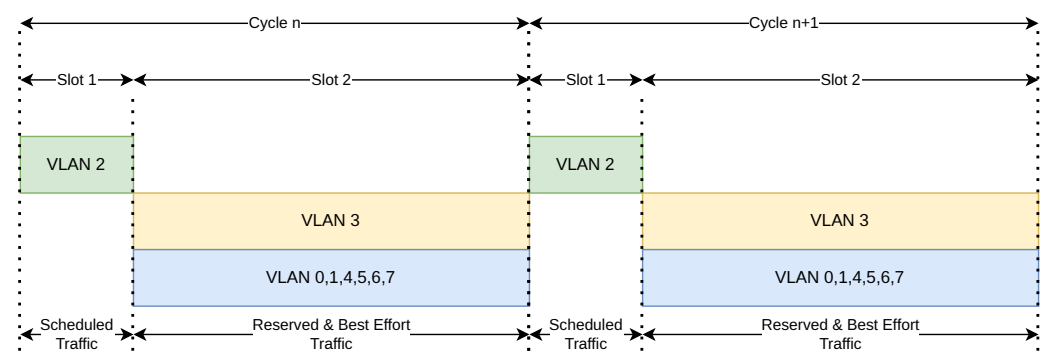 Cycle n
Cycle n+1
Slot 1
Slot 2
Slot 1
Slot 2
VLAN 2
VLAN 2
VLAN 3
VLAN 3
VLAN 0,1,4,5,6,7
VLAN 0,1,4,5,6,7
Scheduled
Traffic
Reserved & Best Effort
Traffic
Scheduled
Traffic
Reserved & Best Effort
Traffic